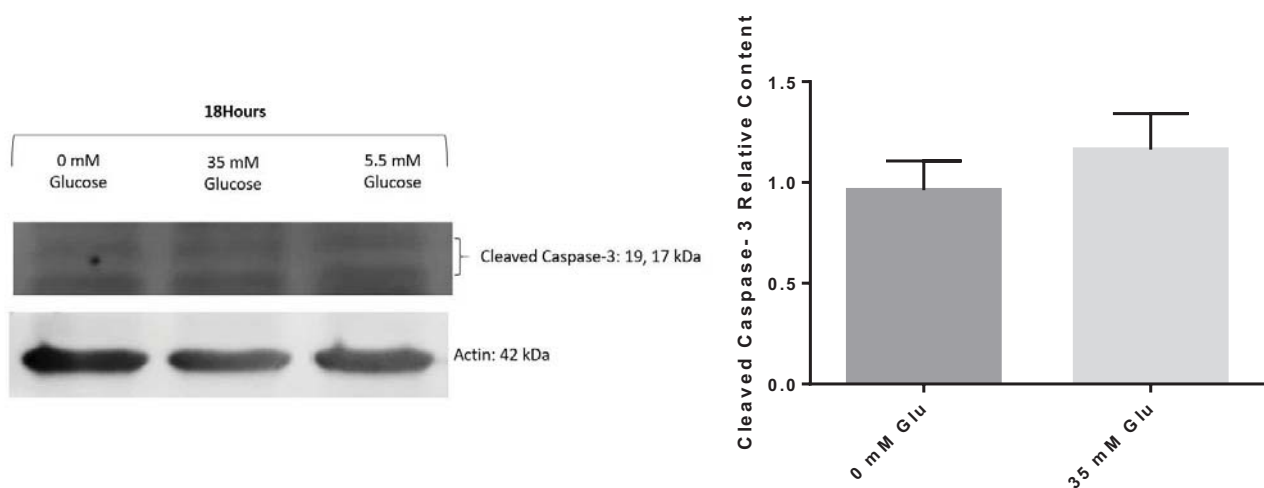 18Hours
0 mM
Glucose
35 mM
Glucose
5.5 mM
Glucose
Cleaved Caspase-3: 19, 17 kDa
Actin: 42 kDa
Cleaved Caspase-3 Relative Content
1.5
1.0
0.5
0.0
0 mM Glu
35 mM Glu